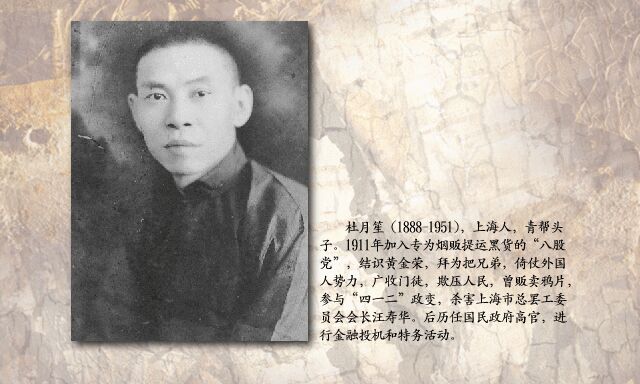 杜月笙（1888-1951），上海人，青帮头
子。1911年加入专为烟贩提运黑货的“八股
党”，结识黄金荣，拜为把兄弟，倚仗外国
人势力，广收门徒，欺压人民，曾贩卖鸦片，
参与“四一二”政变，杀害上海市总罢工委
员会会长汪寿华。后历任国民政府高官，进
行金融投机和特务活动。